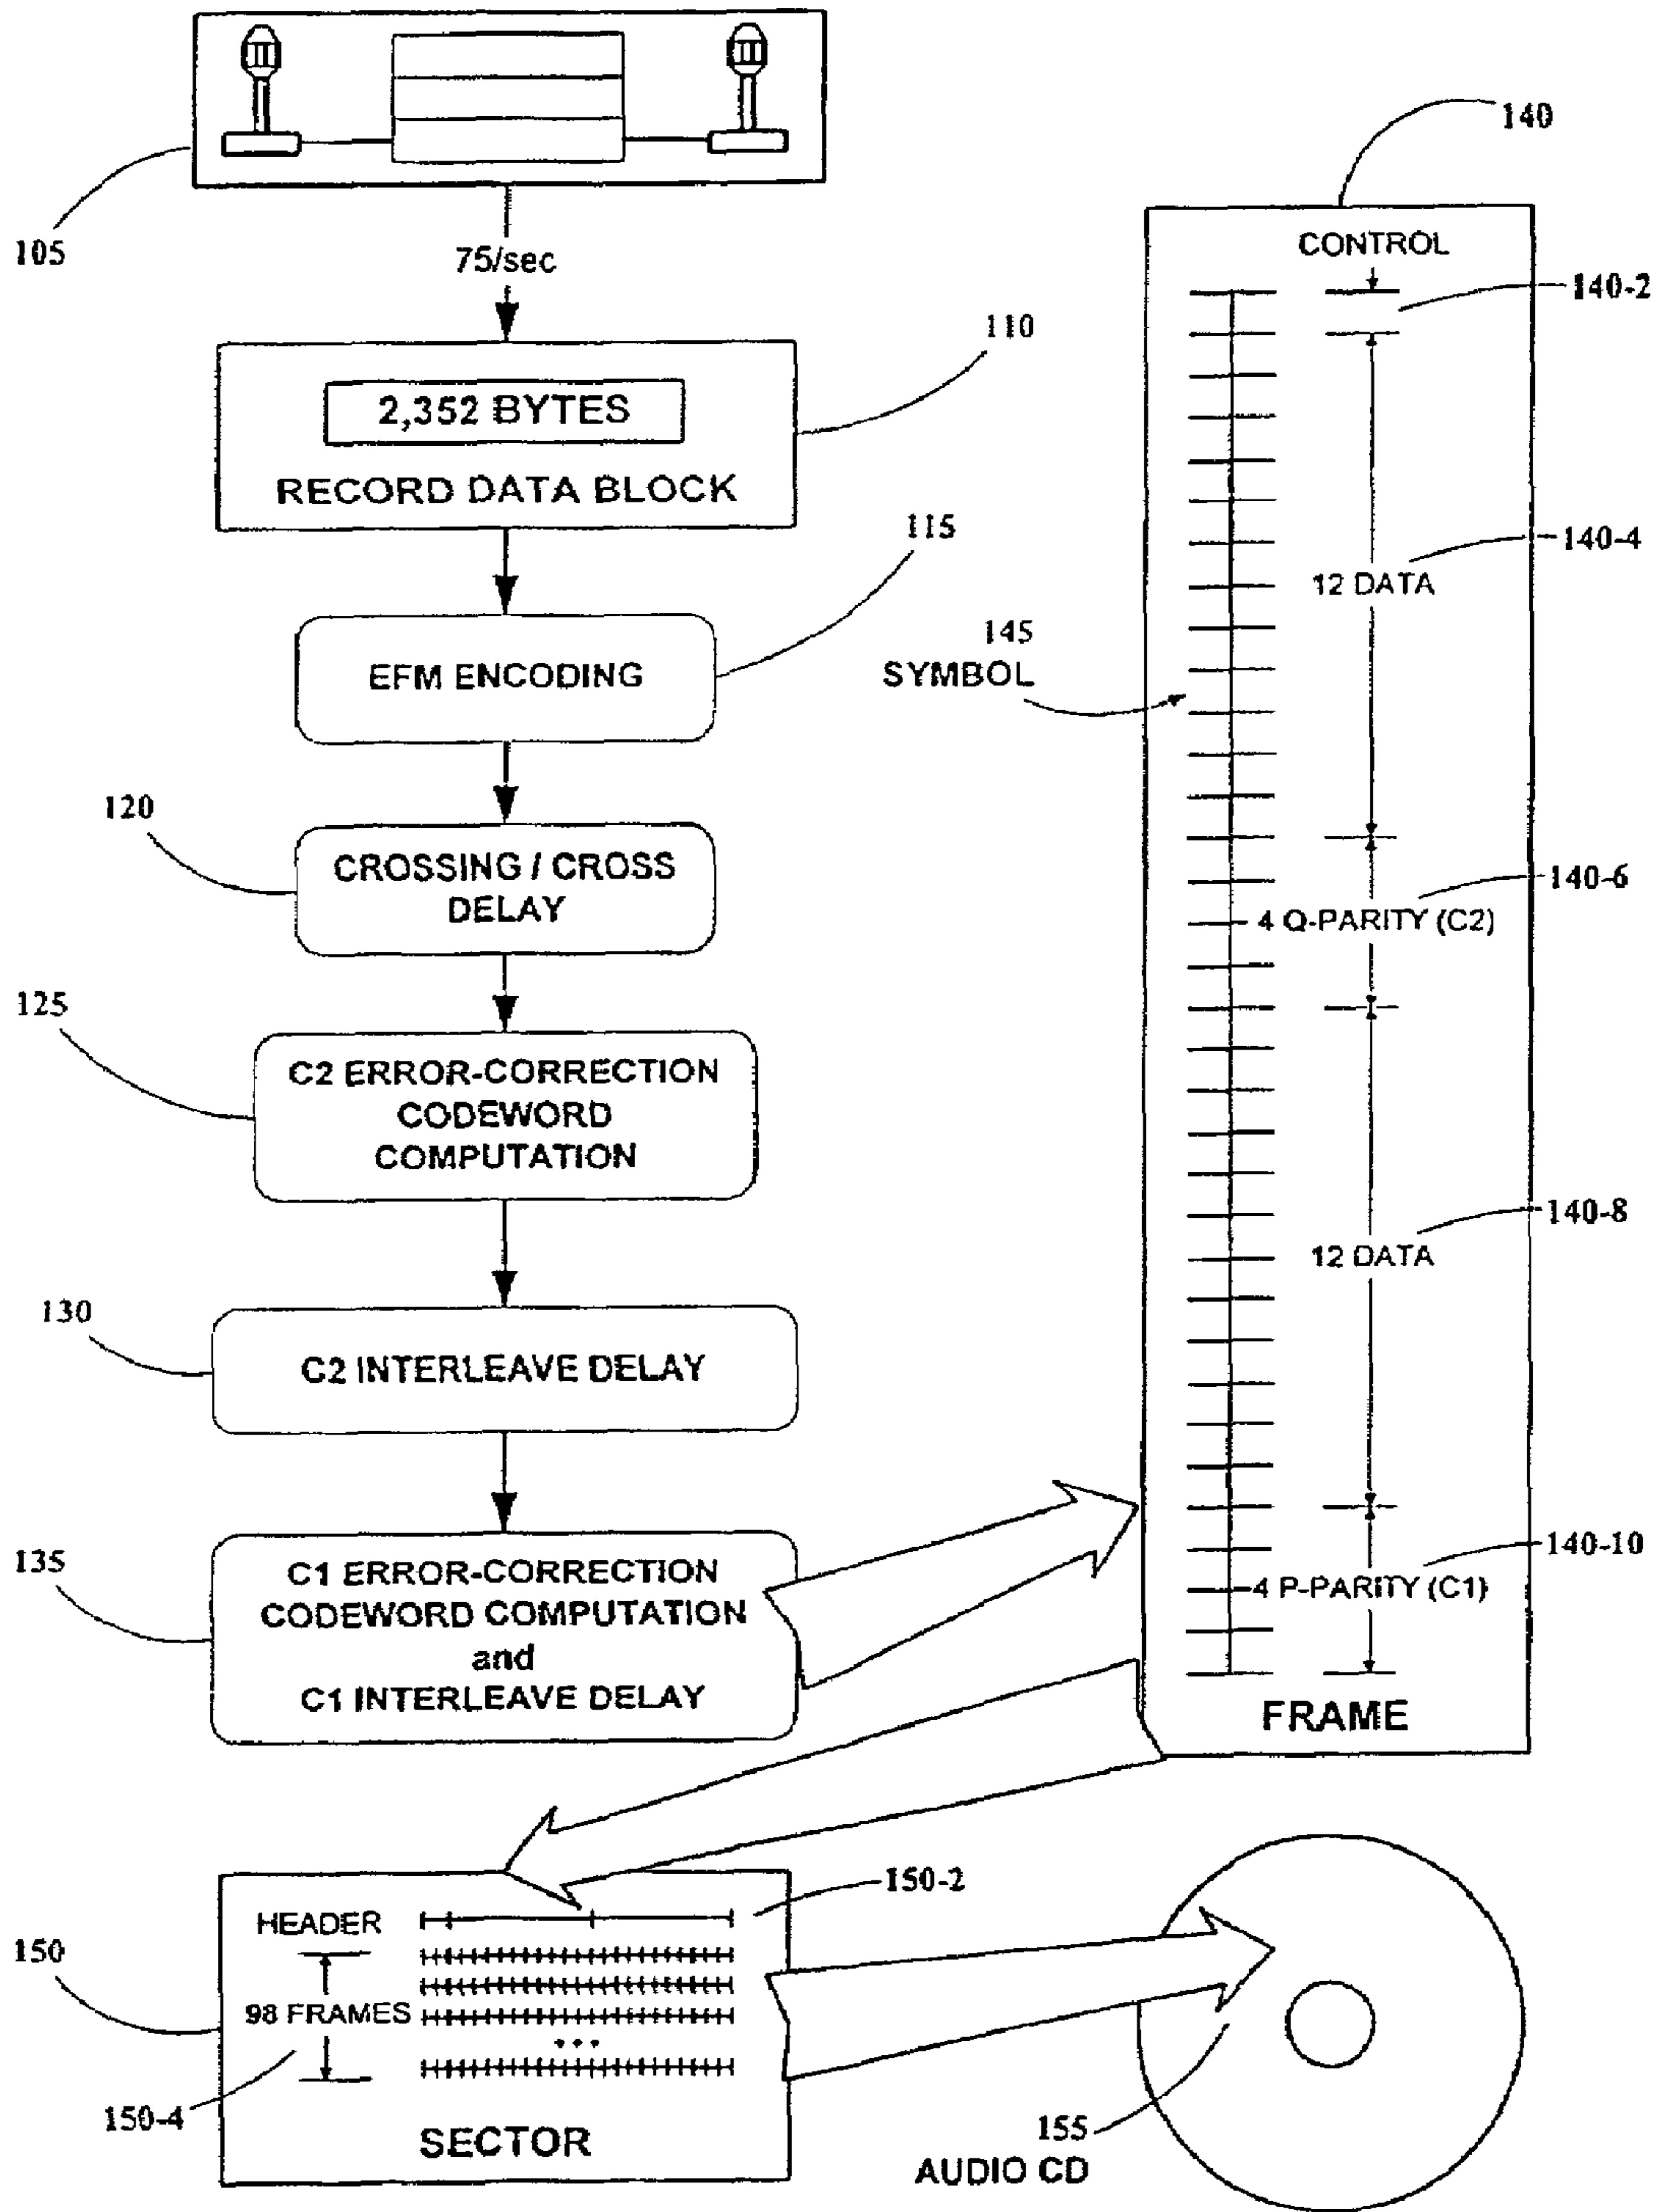 105
75/sec
2,352 BYTES
RECORD DATA BLOCK
110
EFM ENCODING
115
120
CROSSING / CROSS
DELAY
125
C2 ERROR-CORRECTION
CODEWORD
COMPUTATION
130
C2 INTERLEAVE DELAY
135
C1 ERROR-CORRECTION
CODEWORD COMPUTATION
and
C1 INTERLEAVE DELAY
140
CONTROL
140-2
140-4
12 DATA
145
SYMBOL
140-6
4 Q-PARITY (C2)
140-8
12 DATA
140-10
4 P-PARITY (C1)
FRAME
150-2
HEADER
150
98 FRAMES
...
150-4
SECTOR
155
AUDIO CD